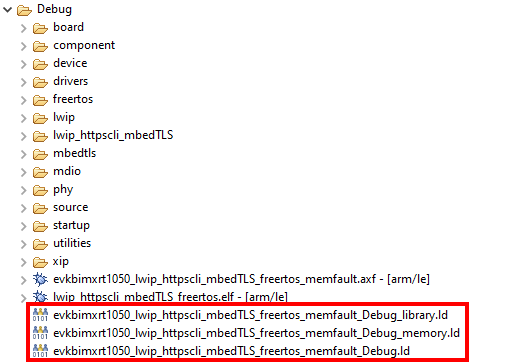 Debug
board
component
device
drivers
freertos
lwip
lwip_httpscli_mbedTLS
mbedtls
mdio
phy
source
startup
utilities
xip
evkbimxrt1050_lwip_httpscli_mbedTLS_freertos_memfault.axf - [arm/le]
lwip_httpscli_mbedTLS_freertos.elf - [arm/le]
evkbimxrt1050_lwip_httpscli_mbedTLS_freertos_memfault_Debug_library.ld
evkbimxrt1050_lwip_httpscli_mbedTLS_freertos_memfault_Debug_memory.ld
evkbimxrt1050_lwip_httpscli_mbedTLS_freertos_memfault_Debug.ld